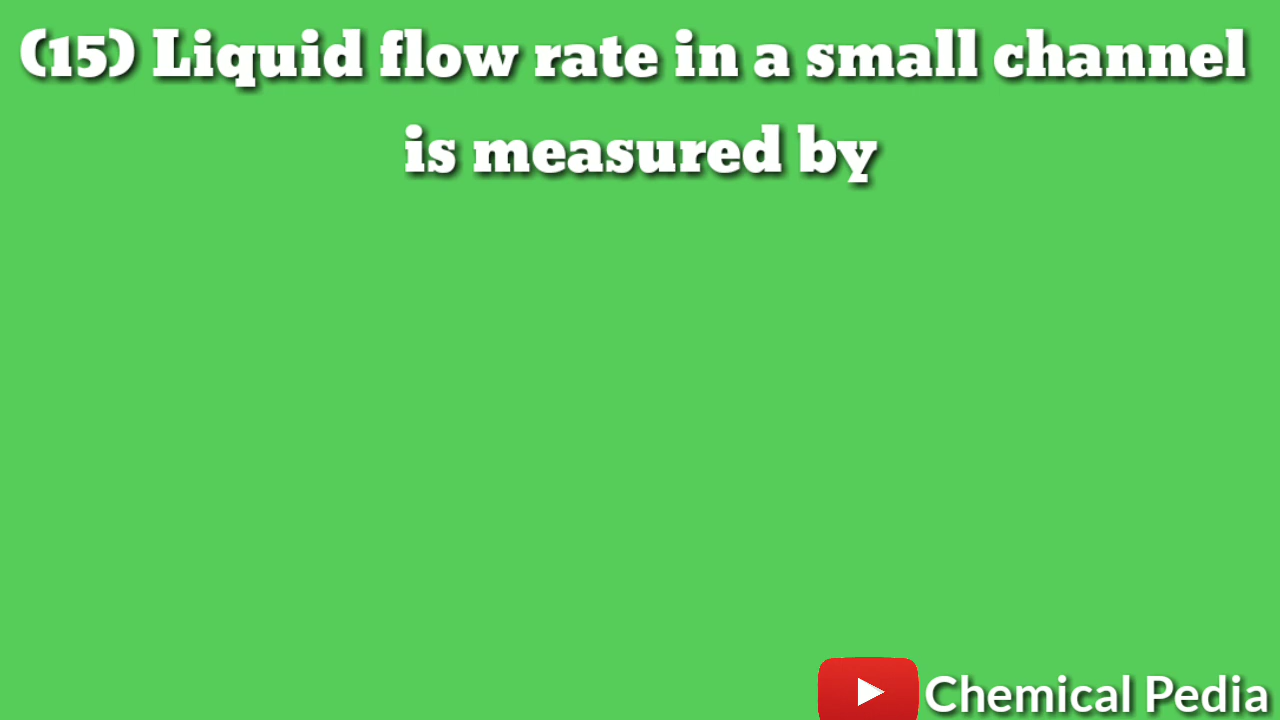 (15) Liquid flow rate in a small channel
is measured by
Chemical Pedia